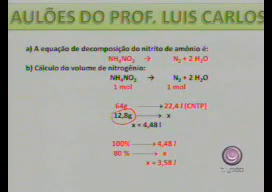 AULÕES DO PROF. LUIS CARLOS
a) A equação de decomposição do nitrito de amônio é:
NH₄NO₂ → N₂ + 2 H₂O
b) Cálculo do volume de nitrogênio:
NH₄NO₂ → N₂ + 2 H₂O
1 mol 1 mol
64g 22,4 l (CNTP)
12,8g x
x = 4,48 l
100% 4,48 l
80 % x
x = 3,58 l